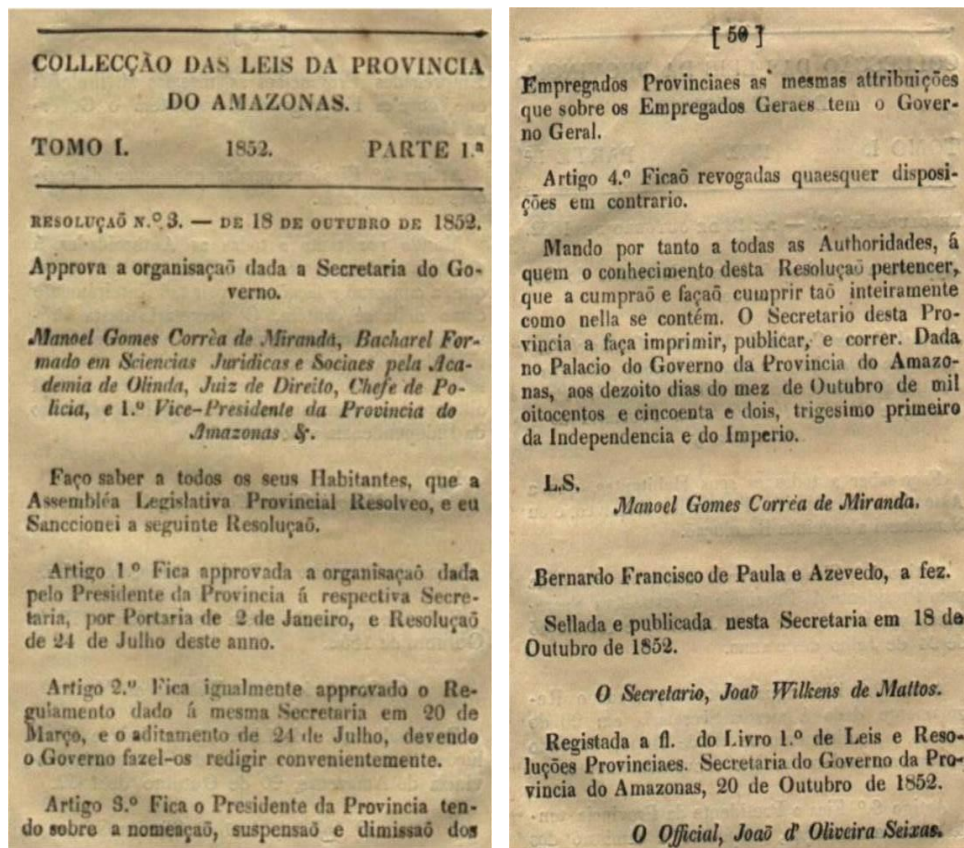 COLLECÇÃO DAS LEIS DA PROVINCIA
DO AMAZONAS.
TOMO I. 1852. PARTE 1.ª
RESOLUÇAÕ N.º 3. — DE 18 DE OUTUBRO DE 1852.
Approva a organisaçaõ dada a Secretaria do Go-
verno.
Manoel Gomes Corrêa de Miranda, Bacharel For-
mado em Sciencias Juridicas e Sociaes pela Aca-
demia de Olinda, Juiz de Direito, Chefe de Po-
licia, e 1.º Vice-Presidente da Provincia do
Amazonas &.
Faço saber a todos os seus Habitantes, que a
Assembléa Legislativa Provincial Resolveo, e eu
Sanccionei a seguinte Resoluçaõ.
Artigo 1º Fica approvada a organisaçaõ dada
pelo Presidente da Provincia á respectiva Secre-
taria, por Portaria de 2 de Janeiro, e Resoluçaõ
de 24 de Julho deste anno.
Artigo 2.º Fica igualmente approvado o Re-
gulamento dado á mesma Secretaria em 20 de
Março, e o aditamento de 24 de Julho, devendo
o Governo fazel-os redigir convenientemente.
Artigo 3.º Fica o Presidente da Provincia ten-
do sobre a nomeaçaõ, suspensaõ e dimissaõ dos
[ 50 ]
Empregados Provinciaes as mesmas attribuições
que sobre os Empregados Geraes tem o Gover-
no Geral.
Artigo 4.º Ficaõ revogadas quaesquer disposi-
ções em contrario.
Mando por tanto a todas as Authoridades, á
quem o conhecimento desta Resoluçaõ pertencer,
que a cumpraõ e façaõ cumprir taõ inteiramente
como nella se contém. O Secretario desta Pro-
vincia a faça imprimir, publicar, e correr. Dada
no Palacio do Governo da Provincia do Amazo-
nas, aos dezoito dias do mez de Outubro de mil
oitocentos e cincoenta e dois, trigesimo primeiro
da Independencia e do Imperio.
L.S.
Manoel Gomes Corrêa de Miranda.
Bernardo Francisco de Paula e Azevedo, a fez.
Sellada e publicada nesta Secretaria em 18 de
Outubro de 1852.
O Secretario, Joaõ Wilkens de Mattos.
Registada a fl. do Livro 1.º de Leis e Reso-
luções Provinciaes. Secretaria do Governo da Pro-
vincia do Amazonas, 20 de Outubro de 1852.
O Official, Joaõ d' Oliveira Seixas.